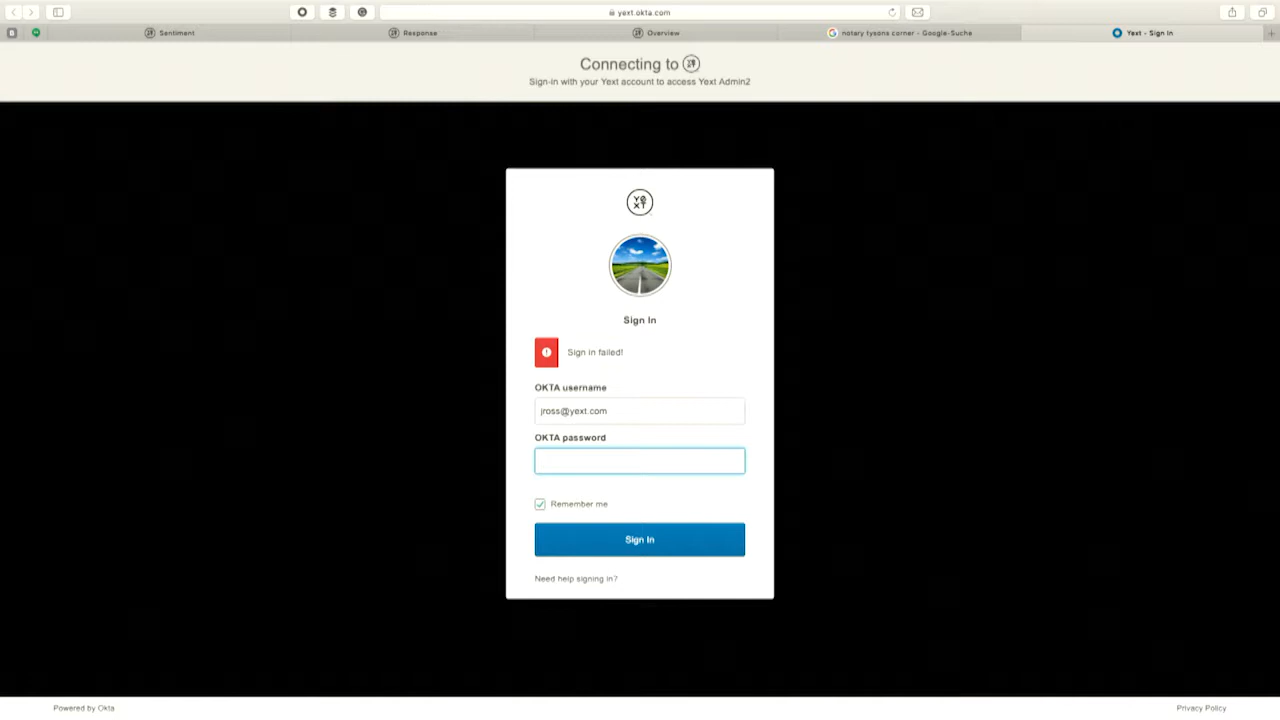 yext.okta.com
Sentiment
Response
Overview
notary tysons corner - Google-Suche
Yext - Sign In
Connecting to
Sign-in with your Yext account to access Yext Admin2
YEXT
Sign In
Sign in failed!
OKTA username
jross@yext.com
OKTA password
Remember me
Sign In
Need help signing in?
Powered by Okta
Privacy Policy